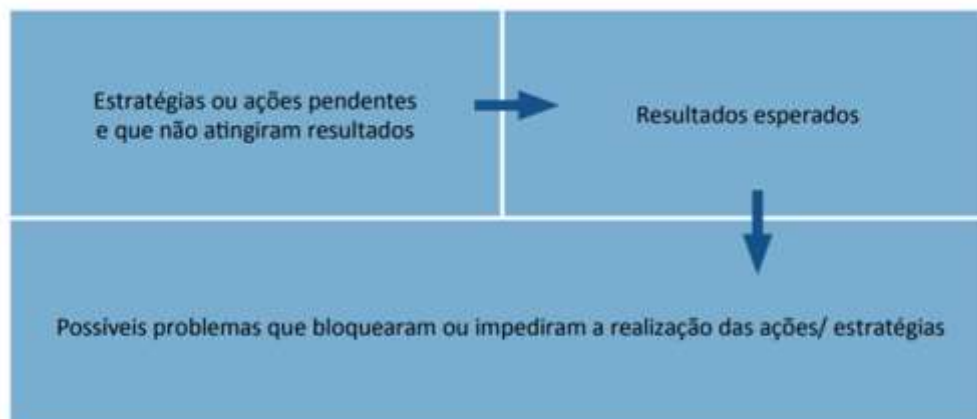 Estratégias ou ações pendentes
e que não atingiram resultados
Resultados esperados
Possíveis problemas que bloquearam ou impediram a realização das ações/ estratégias